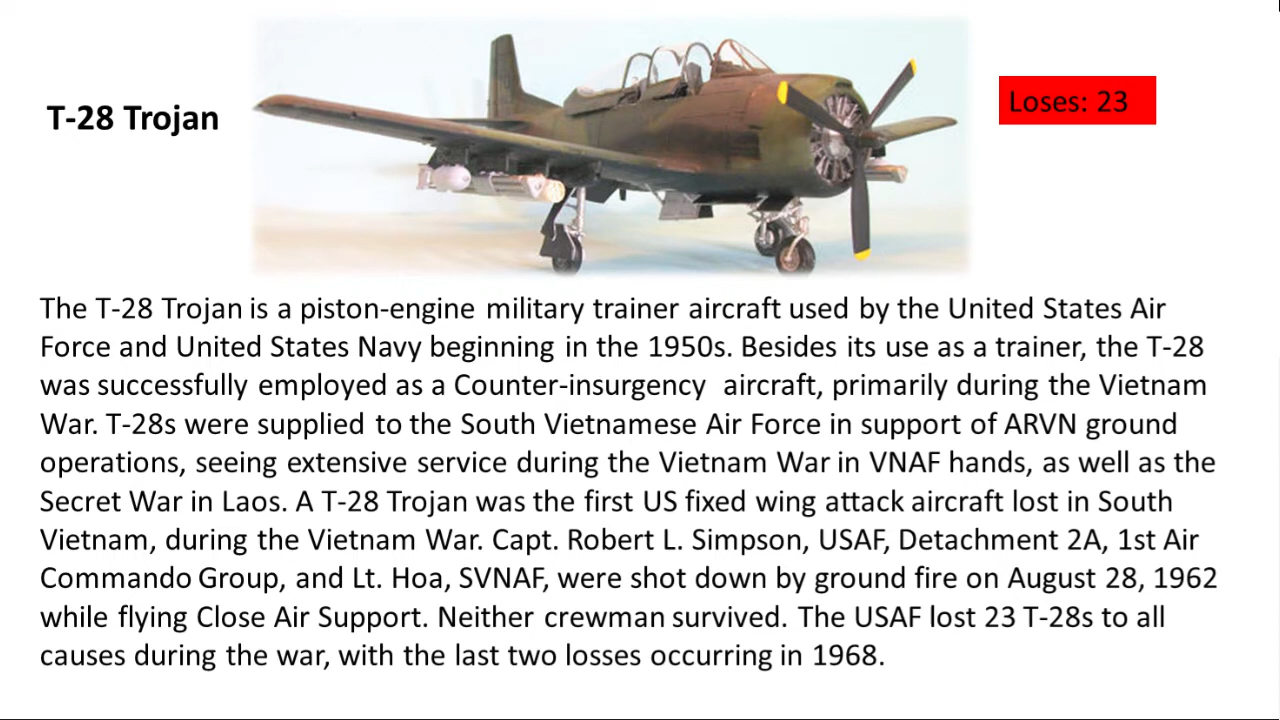 T-28 Trojan
Loses: 23
The T-28 Trojan is a piston-engine military trainer aircraft used by the United States Air
Force and United States Navy beginning in the 1950s. Besides its use as a trainer, the T-28
was successfully employed as a Counter-insurgency aircraft, primarily during the Vietnam
War. T-28s were supplied to the South Vietnamese Air Force in support of ARVN ground
operations, seeing extensive service during the Vietnam War in VNAF hands, as well as the
Secret War in Laos. A T-28 Trojan was the first US fixed wing attack aircraft lost in South
Vietnam, during the Vietnam War. Capt. Robert L. Simpson, USAF, Detachment 2A, 1st Air
Commando Group, and Lt. Hoa, SVNAF, were shot down by ground fire on August 28, 1962
while flying Close Air Support. Neither crewman survived. The USAF lost 23 T-28s to all
causes during the war, with the last two losses occurring in 1968.